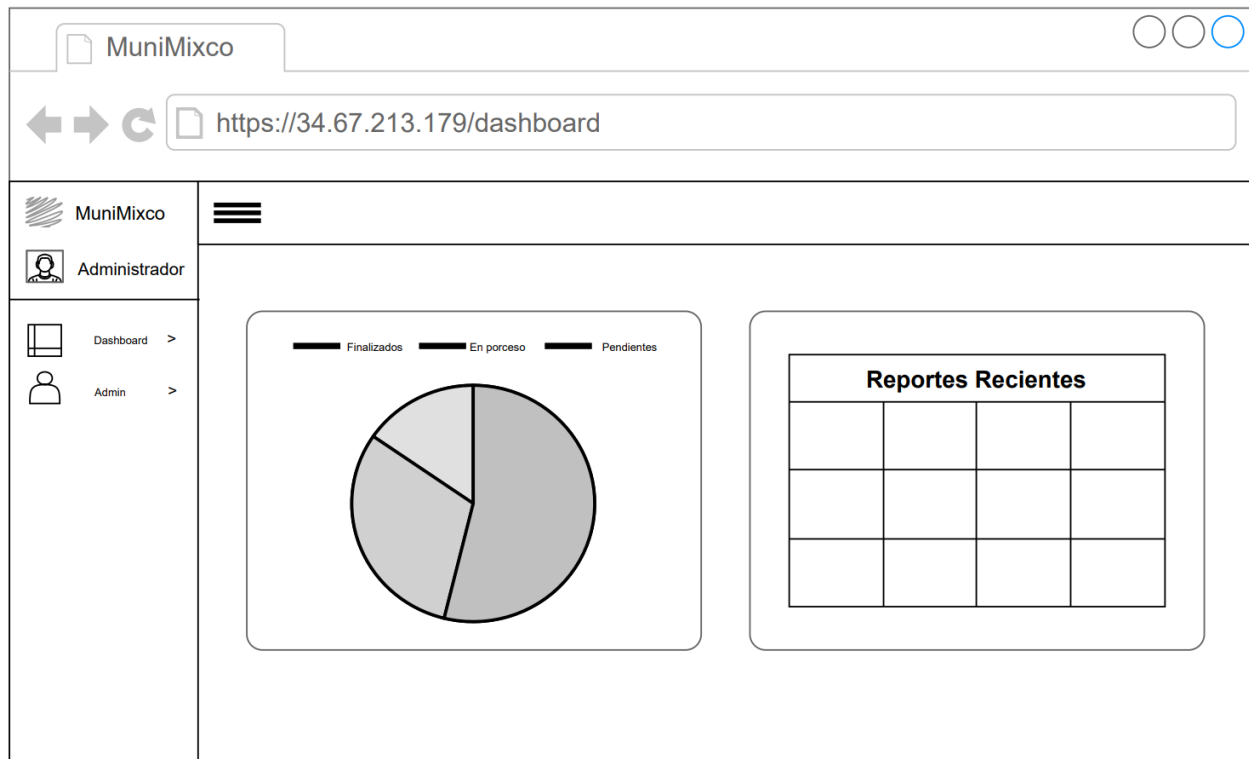 MuniMixco
https://34.67.213.179/dashboard
MuniMixco
Administrador
Dashboard >
Admin >
Finalizados En porceso Pendientes
Reportes Recientes